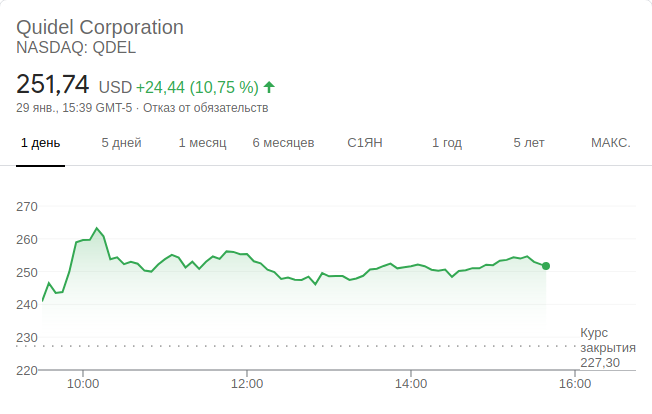 Quidel Corporation
NASDAQ: QDEL
251,74 USD +24,44 (10,75 %)
29 янв., 15:39 GMT-5 · Отказ от обязательств
1 день 5 дней 1 месяц 6 месяцев С1ЯН 1 год 5 лет МАКС.
270
260
250
240
230
220
Курс
закрытия
227,30
10:00 12:00 14:00 16:00